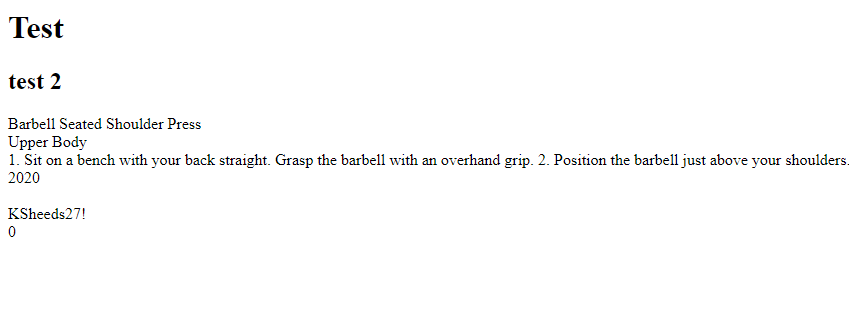 Test
test 2
Barbell Seated Shoulder Press
Upper Body
1. Sit on a bench with your back straight. Grasp the barbell with an overhand grip. 2. Position the barbell just above your shoulders.
2020
KSheeds27!
0